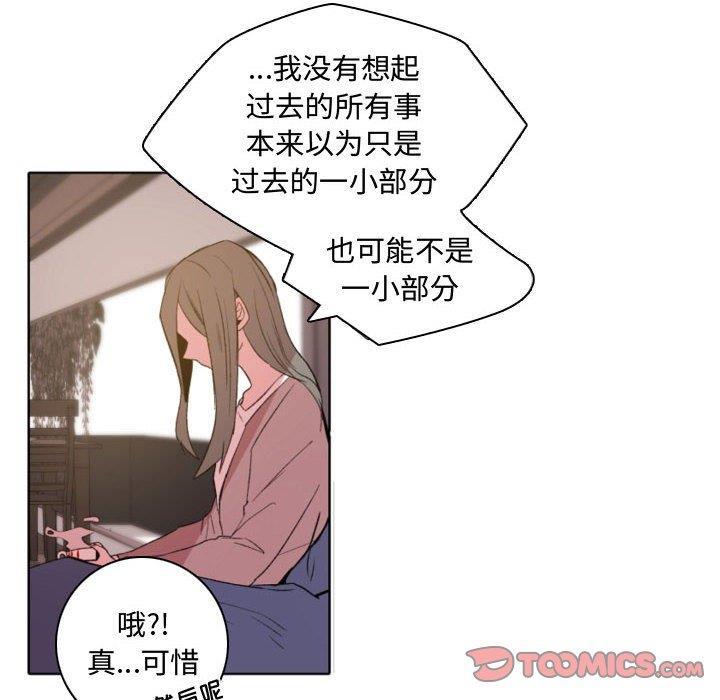 ...我没有想起
过去的所有事
本来以为只是
过去的一小部分
也可能不是
一小部分
哦?!
真...可惜
TOOMICS.COM